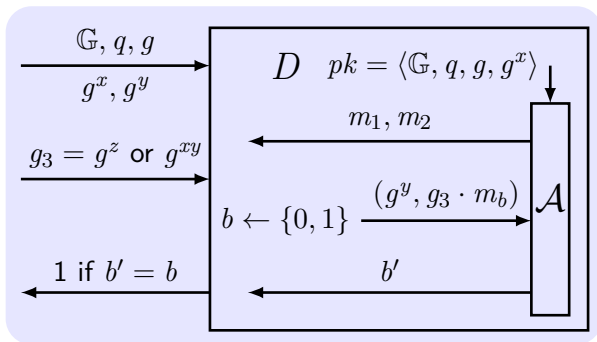 𝔾, q, g
g^x, g^y
D pk = ⟨𝔾, q, g, g^x⟩
m_1, m_2
g_3 = g^z or g^{xy}
(g^y, g_3 · m_b)
b ← {0, 1}
𝒜
1 if b′ = b
b′